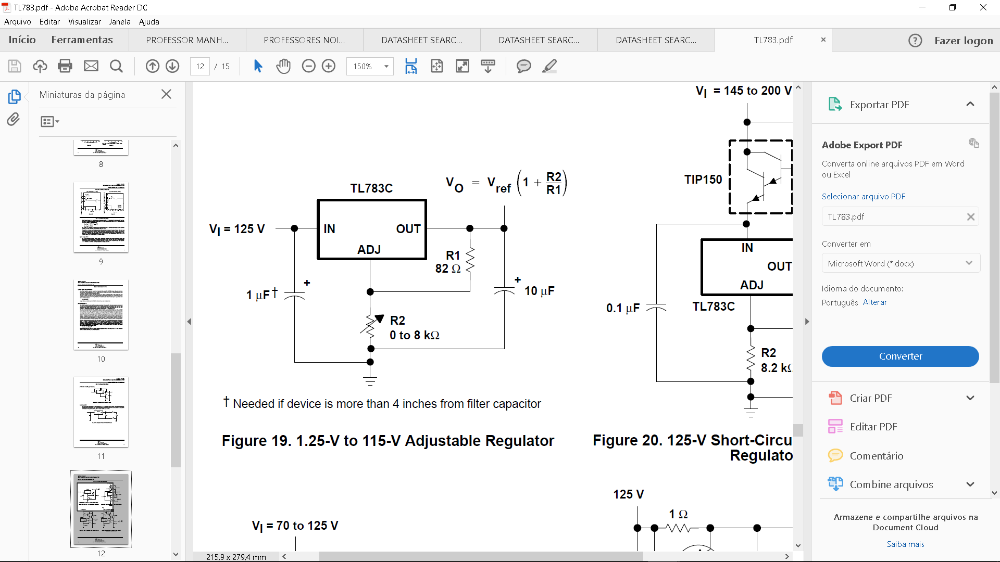 TL783.pdf - Adobe Acrobat Reader DC
Arquivo Editar Visualizar Janela Ajuda
Início Ferramentas PROFESSOR MANH... PROFESSORES NOI... DATASHEET SEARC... DATASHEET SEARC... DATASHEET SEARC... TL783.pdf × ? Fazer logon
12 / 15 150%
Miniaturas da página
8
9
10
11
12
V_I = 145 to 200 V
TIP150
TL783C
V_O = V_ref (1 + R2/R1)
V_I = 125 V
IN
OUT
ADJ
R1
82 Ω
1 µF†
+
+
10 µF
R2
0 to 8 kΩ
† Needed if device is more than 4 inches from filter capacitor
Figure 19. 1.25-V to 115-V Adjustable Regulator
IN
OUT
ADJ
0.1 µF
TL783C
R2
8.2 kΩ
Figure 20. 125-V Short-Circu
Regulato
125 V
1 Ω
V_I = 70 to 125 V
215,9 x 279,4 mm
Exportar PDF
Adobe Export PDF
Converta online arquivos PDF em Word
ou Excel
Selecionar arquivo PDF
TL783.pdf
Converter em
Microsoft Word (*.docx)
Idioma do documento:
Português Alterar
Converter
Criar PDF
Editar PDF
Comentário
Combine arquivos
Armazene e compartilhe arquivos na
Document Cloud
Saiba mais